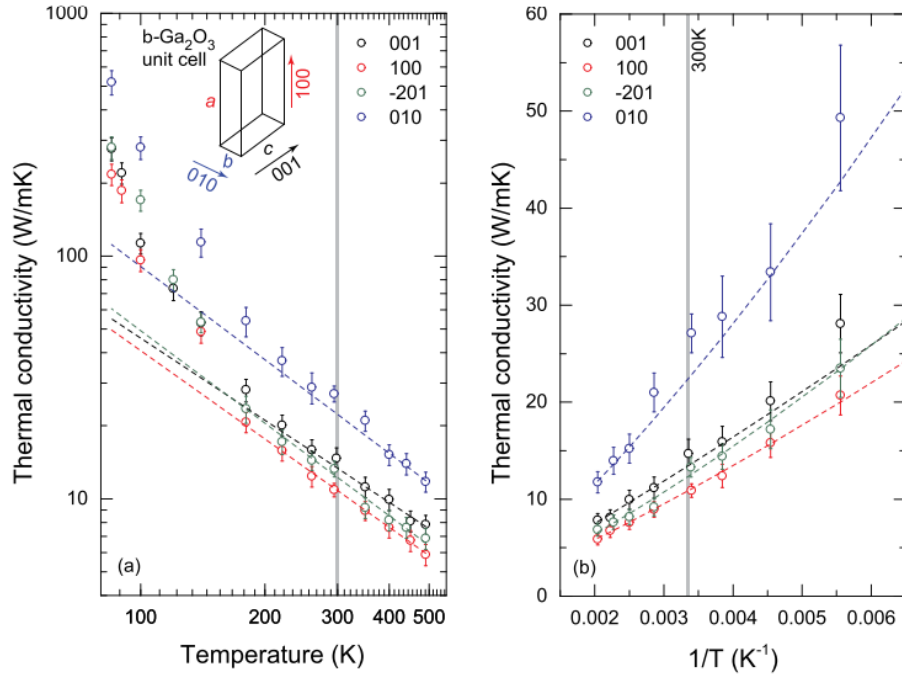 b-Ga2O3
unit cell
a
100
b
c
010
001
001
100
-201
010
1000
100
10
100
200
300
400
500
Thermal conductivity (W/mK)
Temperature (K)
(a)
300K
001
100
-201
010
60
50
40
30
20
10
0
0.002
0.003
0.004
0.005
0.006
Thermal conductivity (W/mK)
1/T (K-1)
(b)